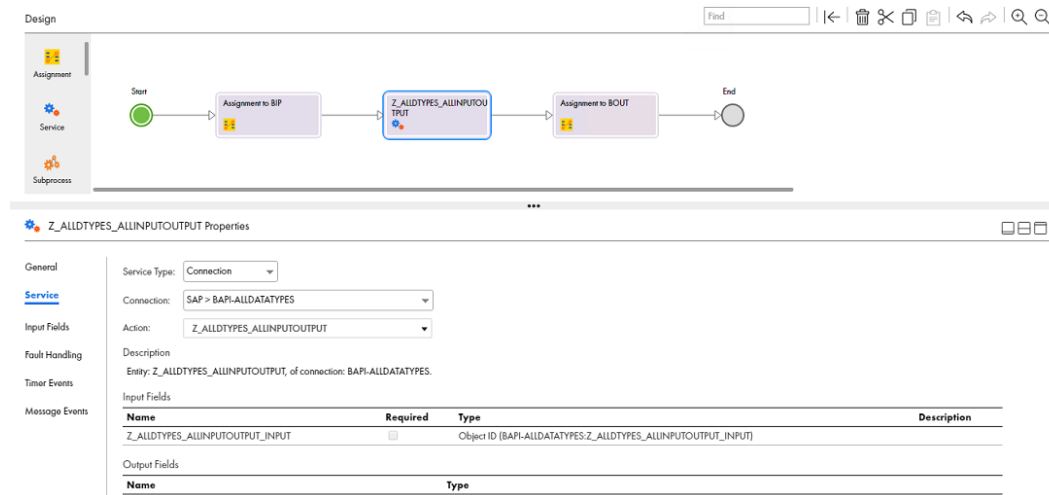 Design
Find
Assignment
Service
Subprocess
Start
Assignment to BIP
Z_ALLDTYPES_ALLINPUTOU
TPUT
Assignment to BOUT
End
Z_ALLDTYPES_ALLINPUTOUTPUT Properties
General
Service
Input Fields
Fault Handling
Timer Events
Message Events
Service Type: Connection
Connection: SAP > BAPI-ALLDATATYPES
Action: Z_ALLDTYPES_ALLINPUTOUTPUT
Description
Entity: Z_ALLDTYPES_ALLINPUTOUTPUT, of connection: BAPI-ALLDATATYPES.
Input Fields
Name Required Type Description
Z_ALLDTYPES_ALLINPUTOUTPUT_INPUT Object ID (BAPI-ALLDATATYPES:Z_ALLDTYPES_ALLINPUTOUTPUT_INPUT)
Output Fields
Name Type